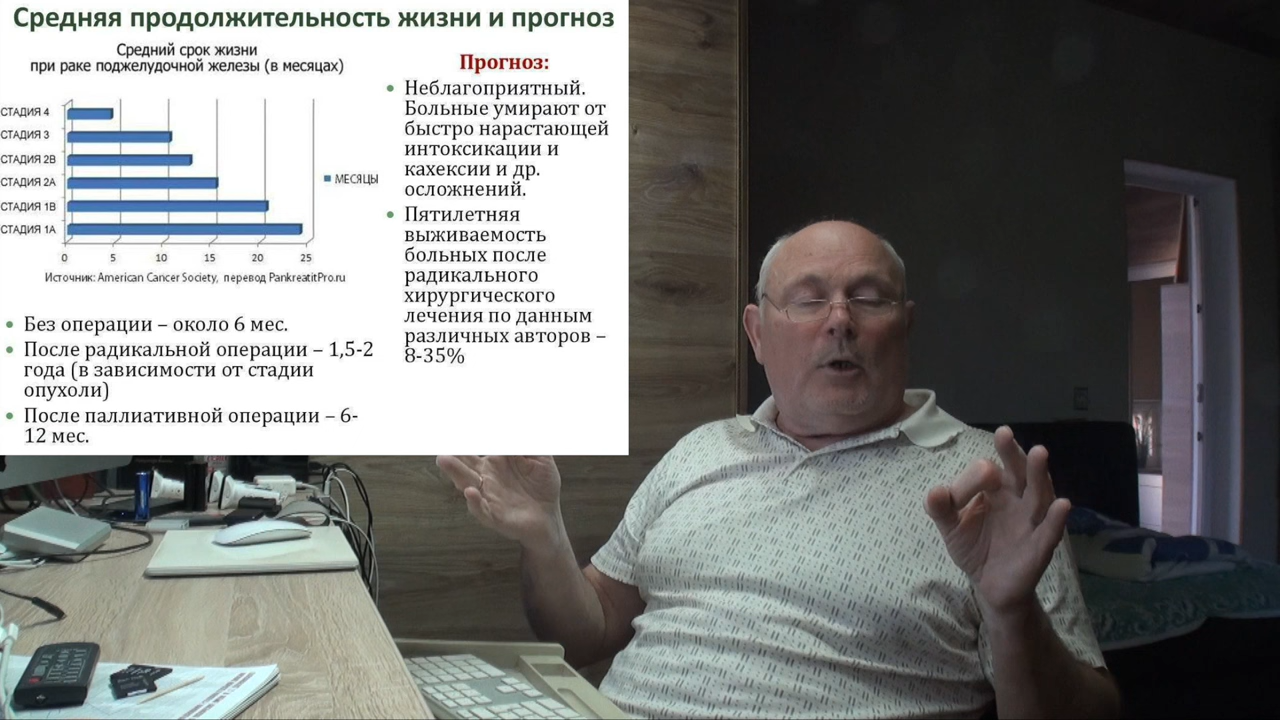 Средняя продолжительность жизни и прогноз
Средний срок жизни
при раке поджелудочной железы (в месяцах)
СТАДИЯ 4
СТАДИЯ 3
СТАДИЯ 2В
СТАДИЯ 2А
СТАДИЯ 1В
СТАДИЯ 1А
МЕСЯЦЫ
0 5 10 15 20 25
Источник: American Cancer Society, перевод PankreatitPro.ru
• Без операции – около 6 мес.
• После радикальной операции – 1,5-2
года (в зависимости от стадии
опухоли)
• После паллиативной операции – 6-
12 мес.
Прогноз:
• Неблагоприятный.
Больные умирают от
быстро нарастающей
интоксикации и
кахексии и др.
осложнений.
• Пятилетняя
выживаемость
больных после
радикального
хирургического
лечения по данным
различных авторов –
8-35%